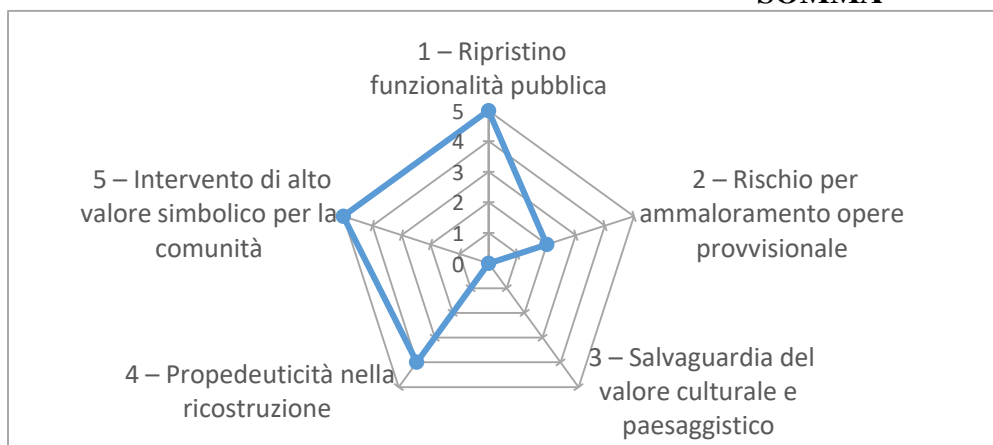 SOMMA
1 – Ripristino
funzionalità pubblica
5
4
3
2
1
0
2 – Rischio per
ammaloramento opere
provvisionale
3 – Salvaguardia del
valore culturale e
paesaggistico
4 – Propedeuticità nella
ricostruzione
5 – Intervento di alto
valore simbolico per la
comunità